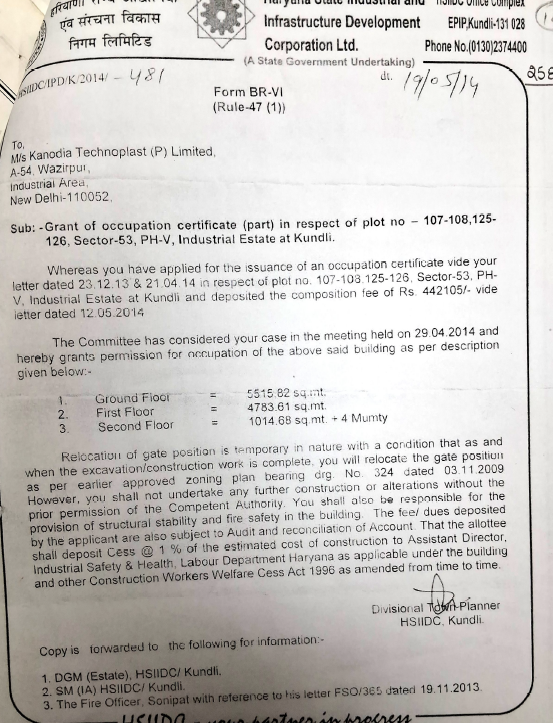 हरियाणा राज्य
एवं संरचना विकास
निगम लिमिटिड
Haryana State Industrial and
Infrastructure Development
Corporation Ltd.
HSIIDC Office Complex
EPIP,Kundli-131 028
Phone No.(0130)2374400
(A State Government Undertaking)
HSIIDC/IPD/K/2014/ - 481
dt. 19/05/14
258
Form BR-VI
(Rule-47 (1))
To,
M/s Kanodia Technoplast (P) Limited,
A-54, Wazirpur,
Industrial Area,
New Delhi-110052,
Sub: -Grant of occupation certificate (part) in respect of plot no – 107-108,125-
126, Sector-53, PH-V, Industrial Estate at Kundli.
Whereas you have applied for the issuance of an occupation certificate vide your
letter dated 23.12.13 & 21.04.14 in respect of plot no. 107-108,125-126, Sector-53, PH-
V, Industrial Estate at Kundli and deposited the composition fee of Rs. 442105/- vide
letter dated 12.05.2014
The Committee has considered your case in the meeting held on 29.04.2014 and
hereby grants permission for occupation of the above said building as per description
given below:-
1. Ground Floor = 5515.82 sq.mt.
2. First Floor = 4783.61 sq.mt.
3. Second Floor = 1014.68 sq.mt. + 4 Mumty
Relocation of gate position is temporary in nature with a condition that as and
when the excavation/construction work is complete, you will relocate the gate position
as per earlier approved zoning plan bearing drg. No. 324 dated 03.11.2009
However, you shall not undertake any further construction or alterations without the
prior permission of the Competent Authority. You shall also be responsible for the
provision of structural stability and fire safety in the building. The fee/ dues deposited
by the applicant are also subject to Audit and reconciliation of Account. That the allottee
shall deposit Cess @ 1 % of the estimated cost of construction to Assistant Director,
Industrial Safety & Health, Labour Department Haryana as applicable under the building
and other Construction Workers Welfare Cess Act 1996 as amended from time to time.
Divisional Town Planner
HSIIDC, Kundli.
Copy is forwarded to the following for information:-
1. DGM (Estate), HSIIDC/ Kundli.
2. SM (IA) HSIIDC/ Kundli.
3. The Fire Officer, Sonipat with reference to his letter FSO/365 dated 19.11.2013.
HSIIDC your partner in progress